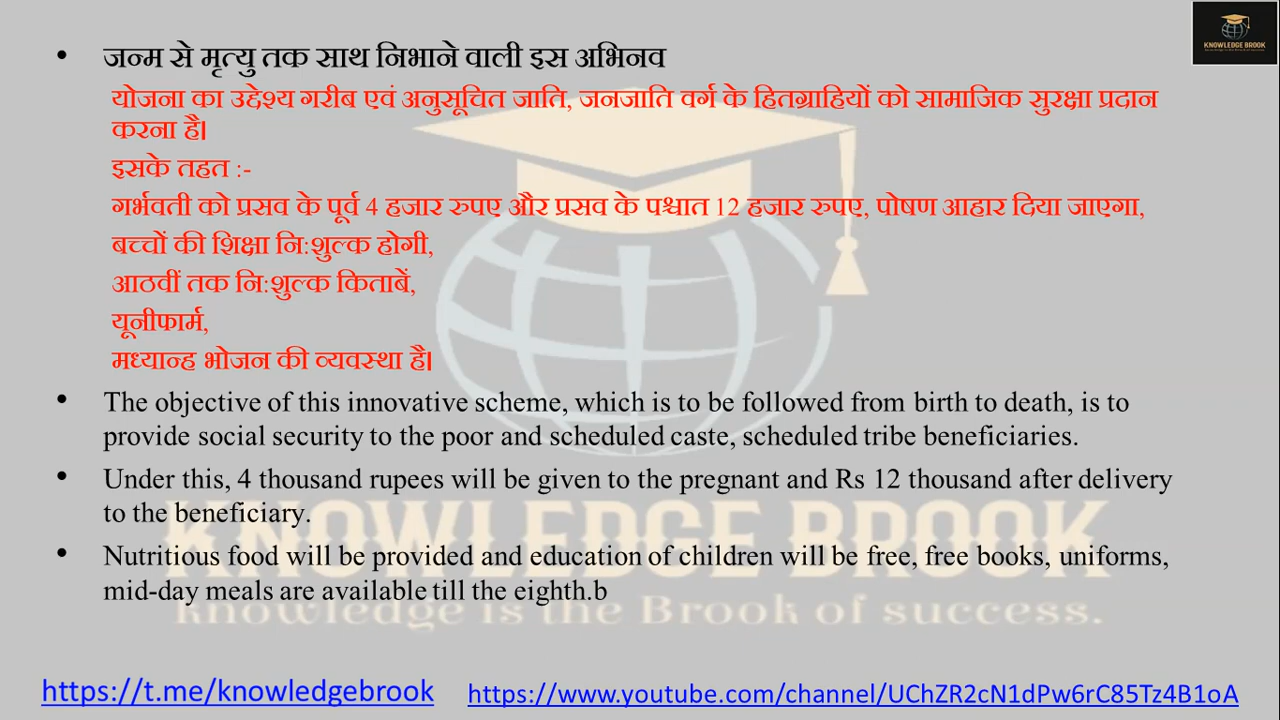 KNOWLEDGE BROOK
• जन्म से मृत्यु तक साथ निभाने वाली इस अभिनव
योजना का उद्देश्य गरीब एवं अनुसूचित जाति, जनजाति वर्ग के हितग्राहियों को सामाजिक सुरक्षा प्रदान
करना है।
इसके तहत :-
गर्भवती को प्रसव के पूर्व 4 हजार रुपए और प्रसव के पश्चात 12 हजार रुपए, पोषण आहार दिया जाएगा,
बच्चों की शिक्षा नि:शुल्क होगी,
आठवीं तक नि:शुल्क किताबें,
यूनीफार्म,
मध्यान्ह भोजन की व्यवस्था है।
• The objective of this innovative scheme, which is to be followed from birth to death, is to
provide social security to the poor and scheduled caste, scheduled tribe beneficiaries.
• Under this, 4 thousand rupees will be given to the pregnant and Rs 12 thousand after delivery
to the beneficiary.
• Nutritious food will be provided and education of children will be free, free books, uniforms,
mid-day meals are available till the eighth.b
KNOWLEDGE BROOK
knowledge is the Brook of success.
https://t.me/knowledgebrook https://www.youtube.com/channel/UChZR2cN1dPw6rC85Tz4B1oA